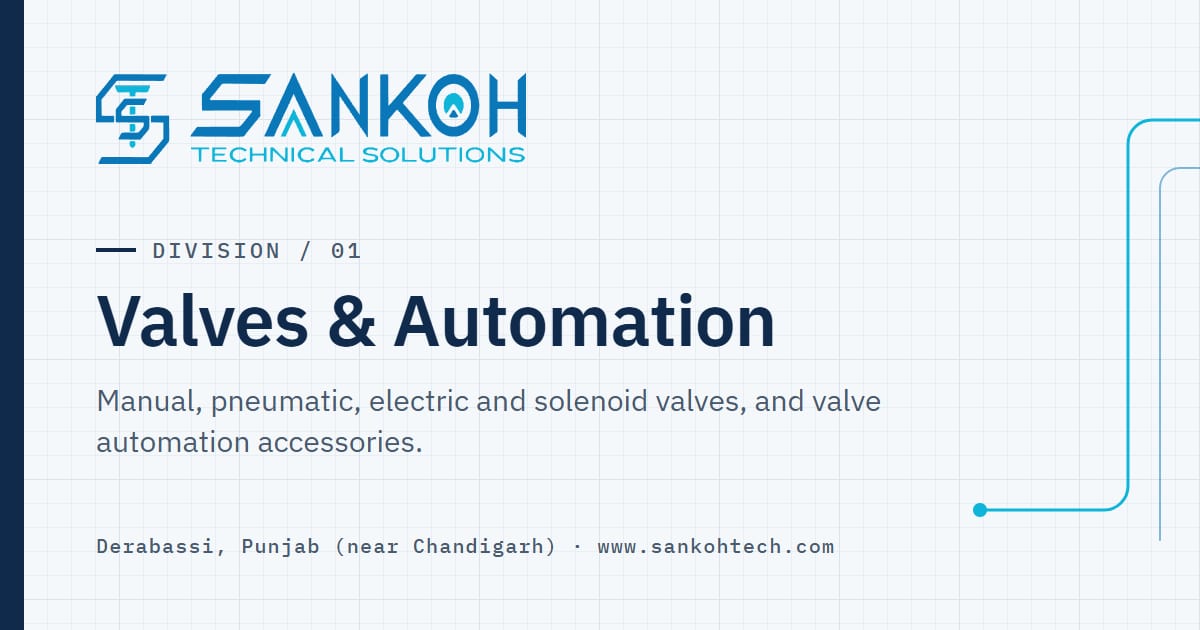 SANKOH
TECHNICAL SOLUTIONS
DIVISION / 01
Valves & Automation
Manual, pneumatic, electric and solenoid valves, and valve
automation accessories.
Derabassi, Punjab (near Chandigarh) · www.sankohtech.com